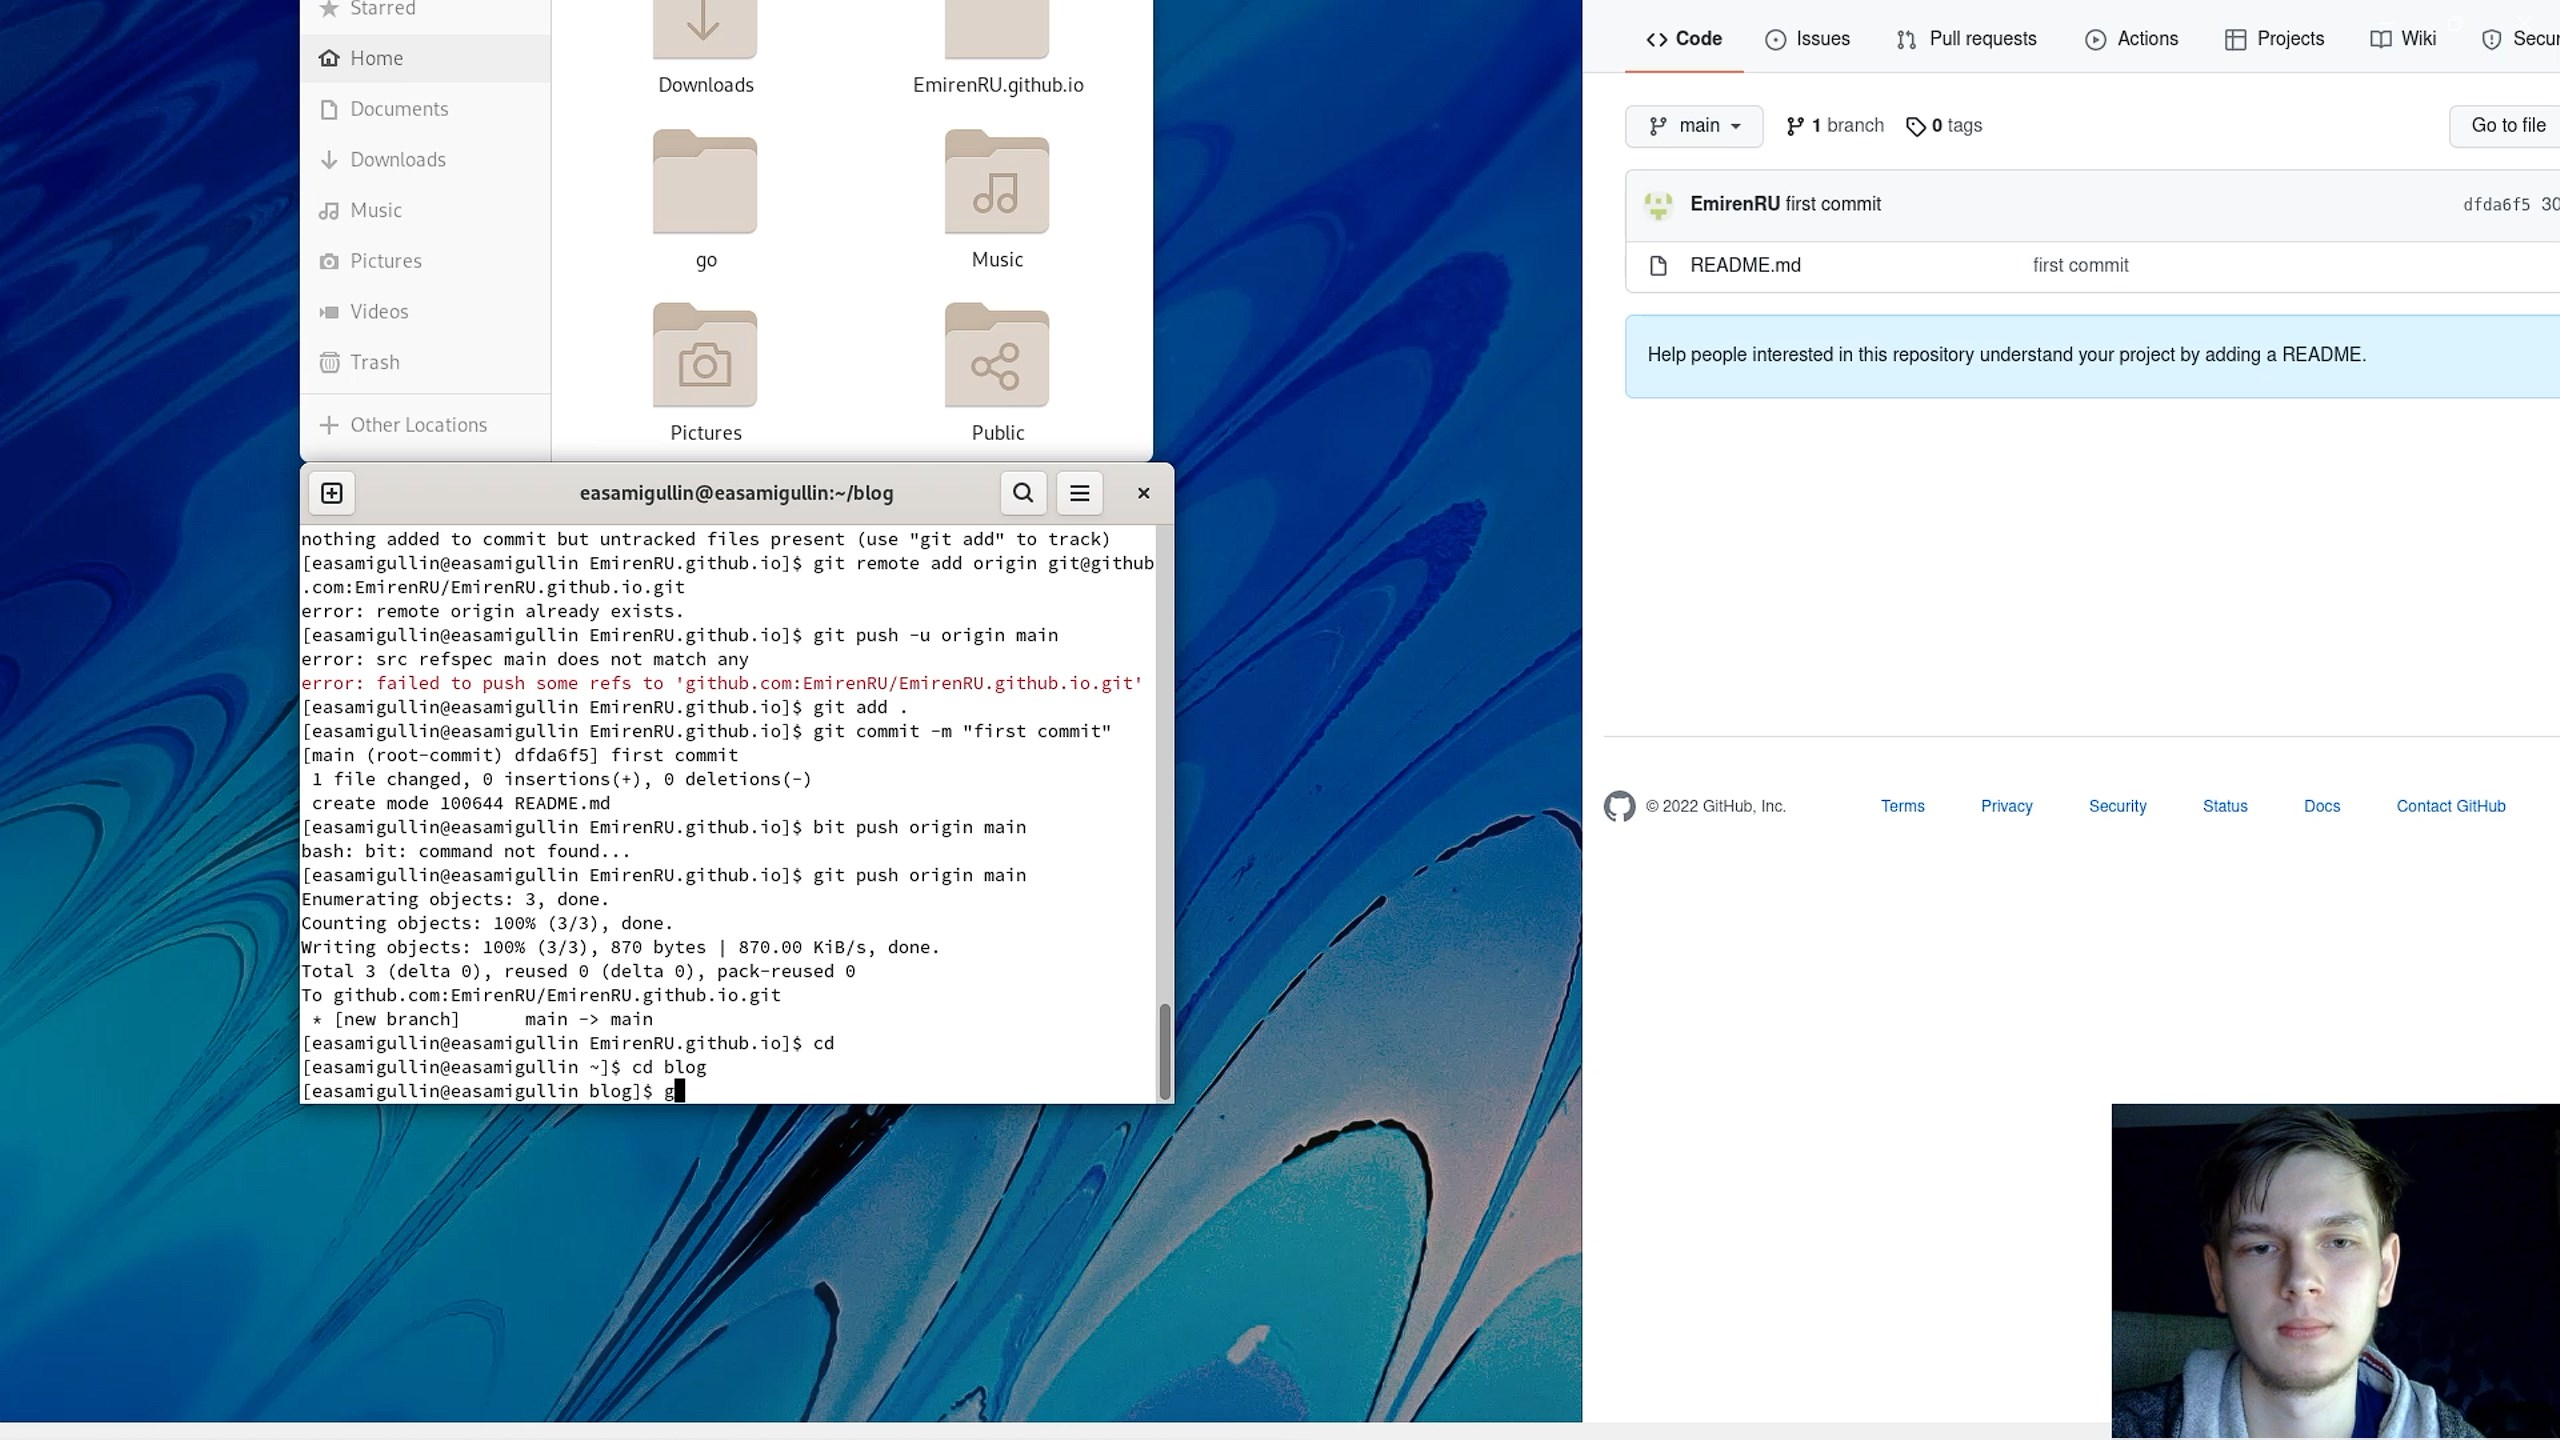 Starred
Home
Documents
Downloads
Music
Pictures
Videos
Trash
Other Locations
Downloads
EmirenRU.github.io
go
Music
Pictures
Public
easamigullin@easamigullin:~/blog
nothing added to commit but untracked files present (use "git add" to track)
[easamigullin@easamigullin EmirenRU.github.io]$ git remote add origin git@github
.com:EmirenRU/EmirenRU.github.io.git
error: remote origin already exists.
[easamigullin@easamigullin EmirenRU.github.io]$ git push -u origin main
error: src refspec main does not match any
error: failed to push some refs to 'github.com:EmirenRU/EmirenRU.github.io.git'
[easamigullin@easamigullin EmirenRU.github.io]$ git add .
[easamigullin@easamigullin EmirenRU.github.io]$ git commit -m "first commit"
[main (root-commit) dfda6f5] first commit
1 file changed, 0 insertions(+), 0 deletions(-)
create mode 100644 README.md
[easamigullin@easamigullin EmirenRU.github.io]$ bit push origin main
bash: bit: command not found...
[easamigullin@easamigullin EmirenRU.github.io]$ git push origin main
Enumerating objects: 3, done.
Counting objects: 100% (3/3), done.
Writing objects: 100% (3/3), 870 bytes | 870.00 KiB/s, done.
Total 3 (delta 0), reused 0 (delta 0), pack-reused 0
To github.com:EmirenRU/EmirenRU.github.io.git
* [new branch]      main -> main
[easamigullin@easamigullin EmirenRU.github.io]$ cd
[easamigullin@easamigullin ~]$ cd blog
[easamigullin@easamigullin blog]$ g
Code Issues Pull requests Actions Projects Wiki Secur
main 1 branch 0 tags Go to file
EmirenRU first commit dfda6f5 30
README.md first commit
Help people interested in this repository understand your project by adding a README.
© 2022 GitHub, Inc. Terms Privacy Security Status Docs Contact GitHub